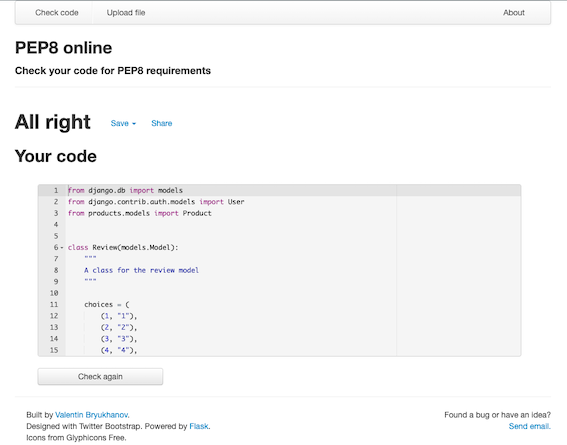 Check code Upload file About
PEP8 online
Check your code for PEP8 requirements
All right Save Share
Your code
1 from django.db import models
2 from django.contrib.auth.models import User
3 from products.models import Product
4
5
6 class Review(models.Model):
7 """
8 A class for the review model
9 """
10
11 choices = (
12 (1, "1"),
13 (2, "2"),
14 (3, "3"),
15 (4, "4"),
Check again
Built by Valentin Bryukhanov. Found a bug or have an idea?
Designed with Twitter Bootstrap. Powered by Flask. Send email.
Icons from Glyphicons Free.